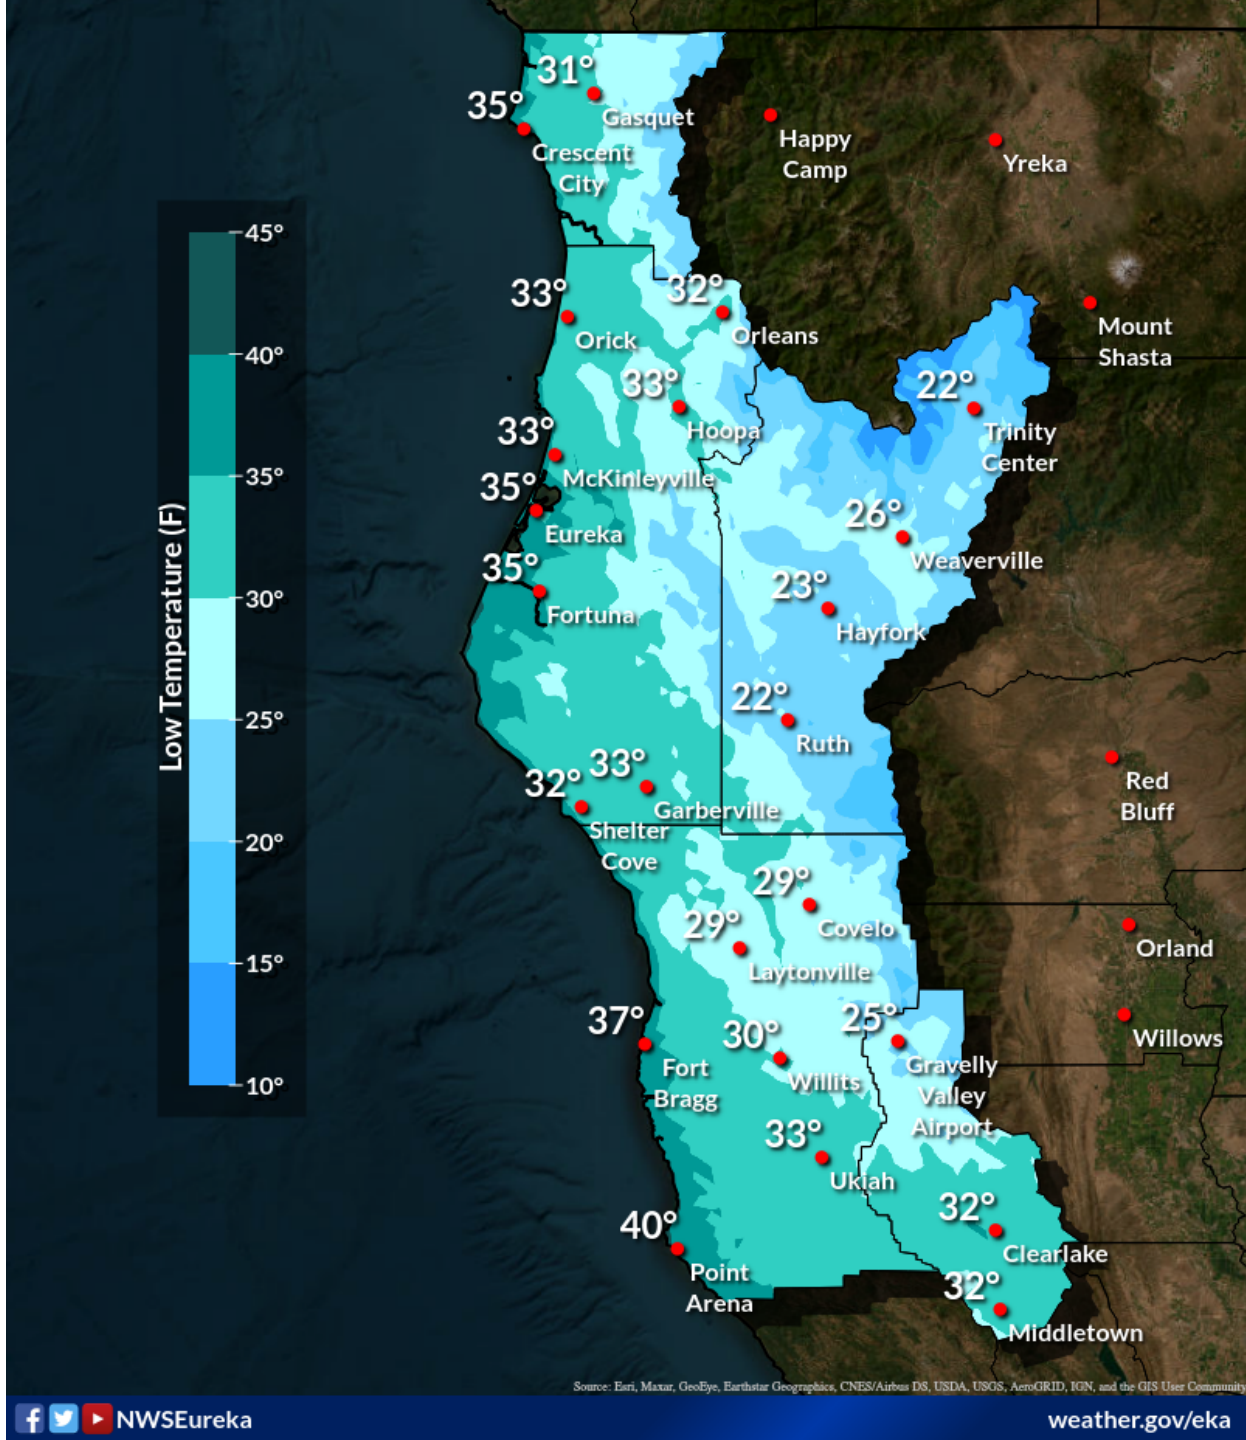 31°
Gasquet
35°
Crescent
City
Happy
Camp
Yreka
45°
40°
35°
30°
25°
20°
15°
10°
Low Temperature (F)
33°
Orick
32°
Orleans
Mount
Shasta
33°
Hoopa
22°
Trinity
Center
33°
McKinleyville
35°
Eureka
26°
Weaverville
35°
Fortuna
23°
Hayfork
22°
Ruth
33°
Garberville
32°
Shelter
Cove
Red
Bluff
29°
Covelo
29°
Laytonville
Orland
37°
Fort
Bragg
30°
Willits
25°
Gravelly
Valley
Airport
Willows
33°
Ukiah
40°
Point
Arena
32°
Clearlake
32°
Middletown
Source: Esri, Maxar, GeoEye, Earthstar Geographics, CNES/Airbus DS, USDA, USGS, AeroGRID, IGN, and the GIS User Community
NWSEureka
weather.gov/eka